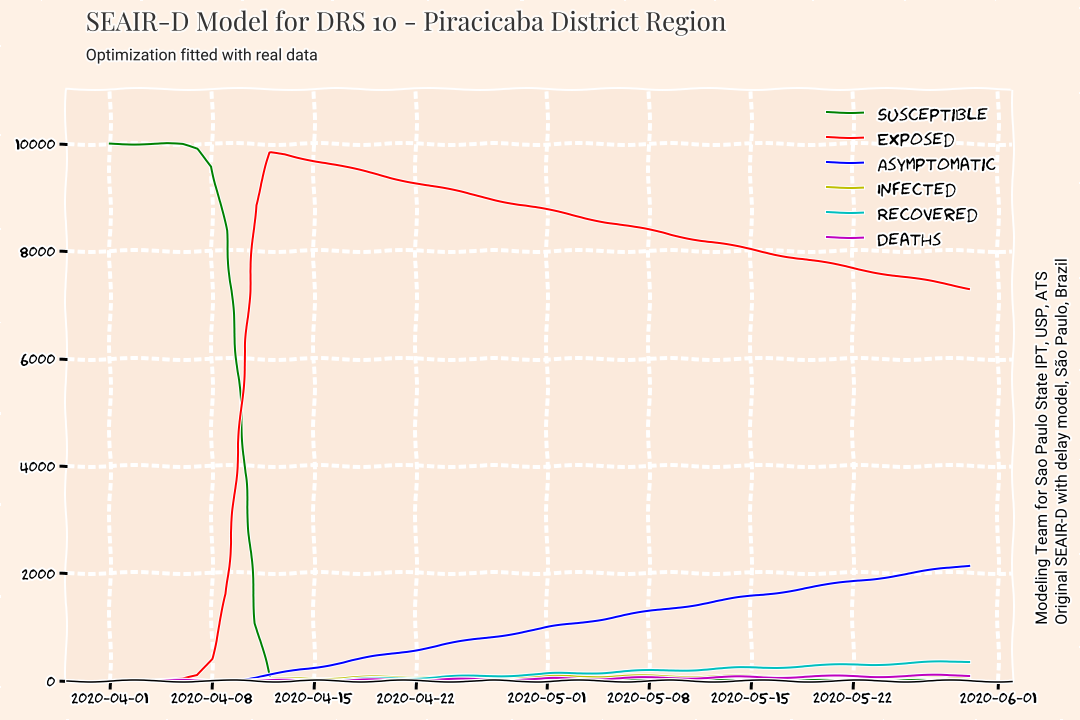 SEAIR-D Model for DRS 10 - Piracicaba District Region
Optimization fitted with real data
SUSCEPTIBLE
EXPOSED
ASYMPTOMATIC
INFECTED
RECOVERED
DEATHS
10000
8000
6000
4000
2000
0
2020-04-01 2020-04-08 2020-04-15 2020-04-22 2020-05-01 2020-05-08 2020-05-15 2020-05-22 2020-06-01
Modeling Team for Sao Paulo State IPT, USP, ATS
Original SEAIR-D with delay model, São Paulo, Brazil